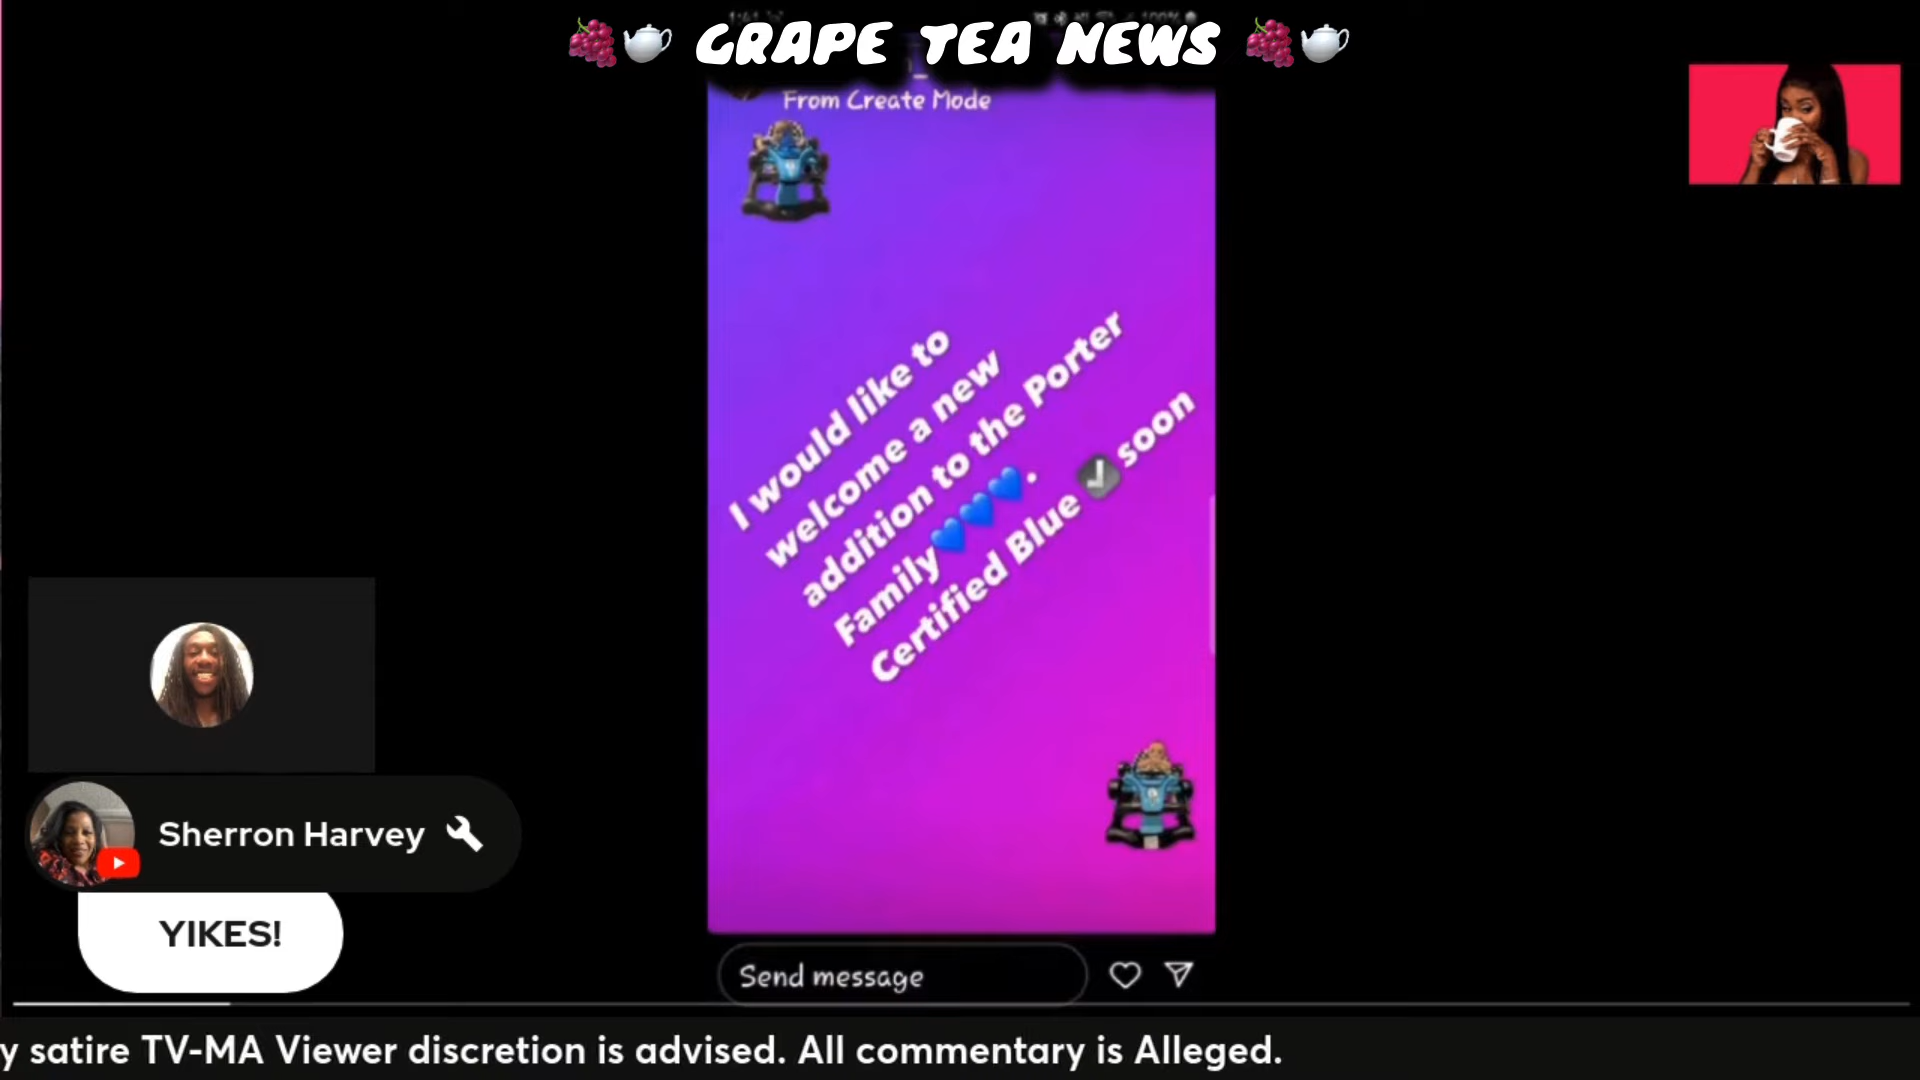 GRAPE TEA NEWS
From Create Mode
I would like to
welcome a new
addition to the Porter
Family💙💙💙.
Certified Blue soon
Sherron Harvey
YIKES!
Send message
y satire TV-MA Viewer discretion is advised. All commentary is Alleged.